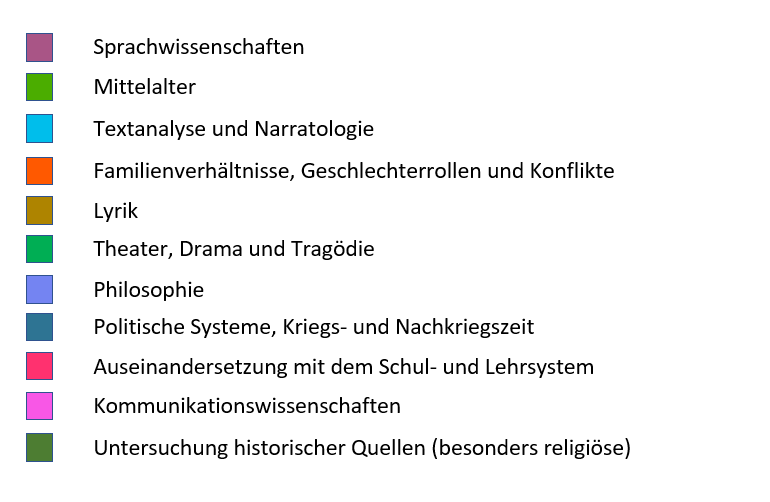 Sprachwissenschaften
Mittelalter
Textanalyse und Narratologie
Familienverhältnisse, Geschlechterrollen und Konflikte
Lyrik
Theater, Drama und Tragödie
Philosophie
Politische Systeme, Kriegs- und Nachkriegszeit
Auseinandersetzung mit dem Schul- und Lehrsystem
Kommunikationswissenschaften
Untersuchung historischer Quellen (besonders religiöse)